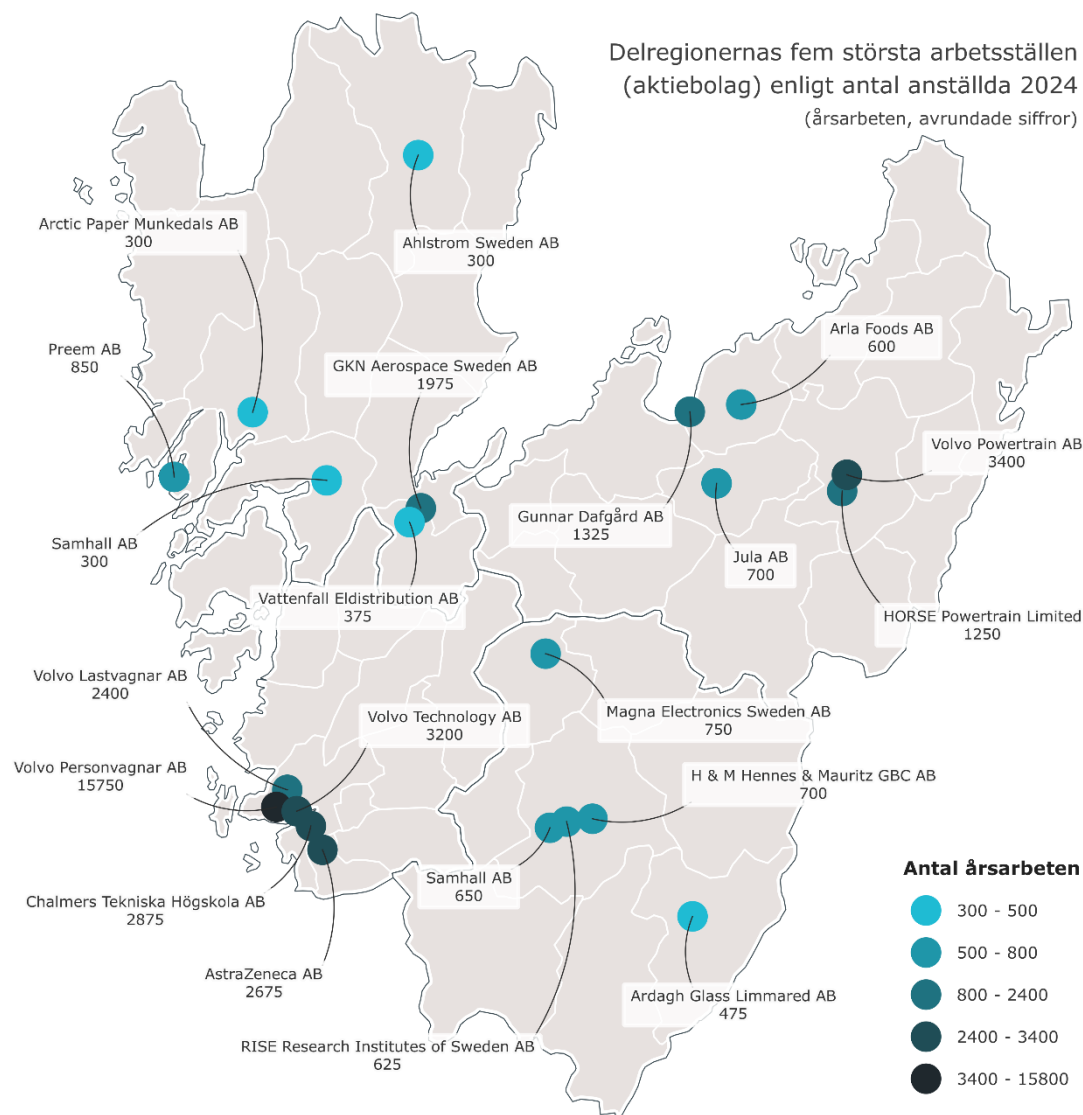 Delregionernas fem största arbetsställen
(aktiebolag) enligt antal anställda 2024
(årsarbeten, avrundade siffror)
Arctic Paper Munkedals AB
300
Ahlstrom Sweden AB
300
Preem AB
850
GKN Aerospace Sweden AB
1975
Arla Foods AB
600
Volvo Powertrain AB
3400
Gunnar Dafgård AB
1325
Samhall AB
300
Jula AB
700
Vattenfall Eldistribution AB
375
HORSE Powertrain Limited
1250
Volvo Lastvagnar AB
2400
Volvo Technology AB
3200
Magna Electronics Sweden AB
750
Volvo Personvagnar AB
15750
H & M Hennes & Mauritz GBC AB
700
Samhall AB
650
Chalmers Tekniska Högskola AB
2875
AstraZeneca AB
2675
Ardagh Glass Limmared AB
475
RISE Research Institutes of Sweden AB
625
Antal årsarbeten
300 - 500
500 - 800
800 - 2400
2400 - 3400
3400 - 15800